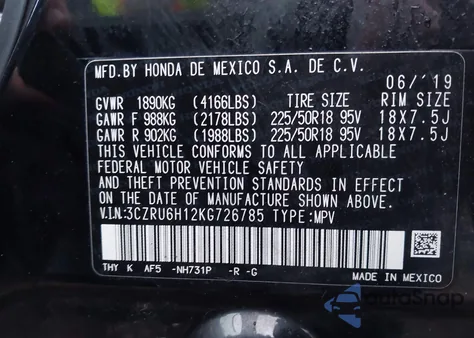 MFD.BY HONDA DE MEXICO S.A. DE C.V.
06/'19
GVWR 1890KG (4166LBS) TIRE SIZE RIM SIZE
GAWR F 988KG (2178LBS) 225/50R18 95V 18X7.5J
GAWR R 902KG (1988LBS) 225/50R18 95V 18X7.5J
THIS VEHICLE CONFORMS TO ALL APPLICABLE
FEDERAL MOTOR VEHICLE SAFETY
AND THEFT PREVENTION STANDARDS IN EFFECT
ON THE DATE OF MANUFACTURE SHOWN ABOVE.
V.I.N:3CZRU6H12KG726785 TYPE:MPV
THY K AF5 -NH731P -R -G MADE IN MEXICO
autoSnap